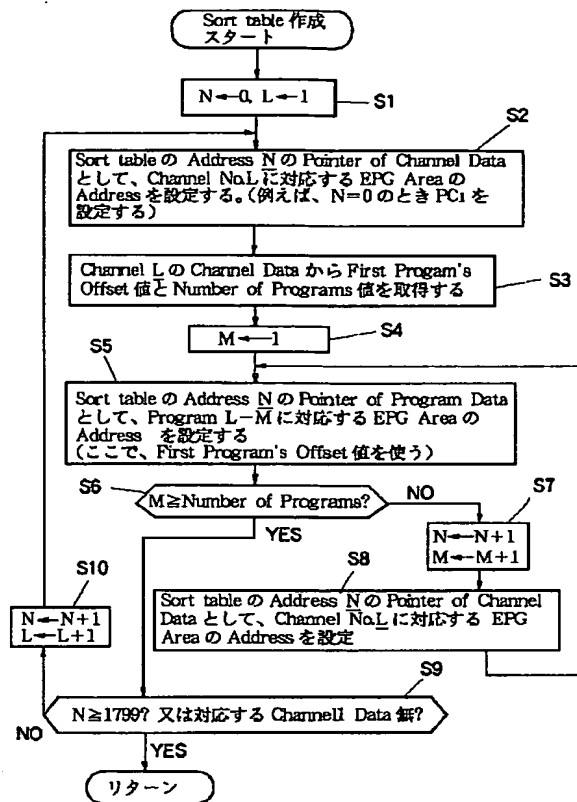 Sort table 作成
スタート
N←0, L←1
S1
S2
Sort table の Address N の Pointer of Channel Data
として、Channel No.L に対応する EPG Area の
Address を設定する。(例えば、N=0 のとき PC1 を
設定する)
Channel L の Channel Data から First Progam's
Offset 値と Number of Programs 値を取得する
S3
S4
M←1
S5
Sort table の Address N の Pointer of Program Data
として、Program L-M に対応する EPG Area の
Address を設定する
(ここで、First Program's Offset 値を使う)
S6
M≧Number of Programs?
NO
YES
S7
N←N+1
M←M+1
S8
Sort table の Address N の Pointer of Channel
Data として、Channel No.L に対応する EPG
Area の Address を設定
S10
N←N+1
L←L+1
S9
N≧1799? 又は対応する Channel1 Data 無?
NO
YES
リターン